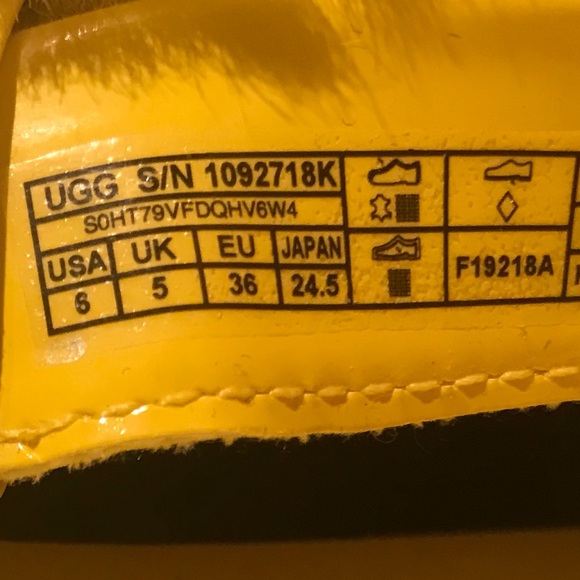 UGG S/N 1092718K
S0HT79VFDQHV6W4
USA UK EU JAPAN
6 5 36 24.5
F19218A